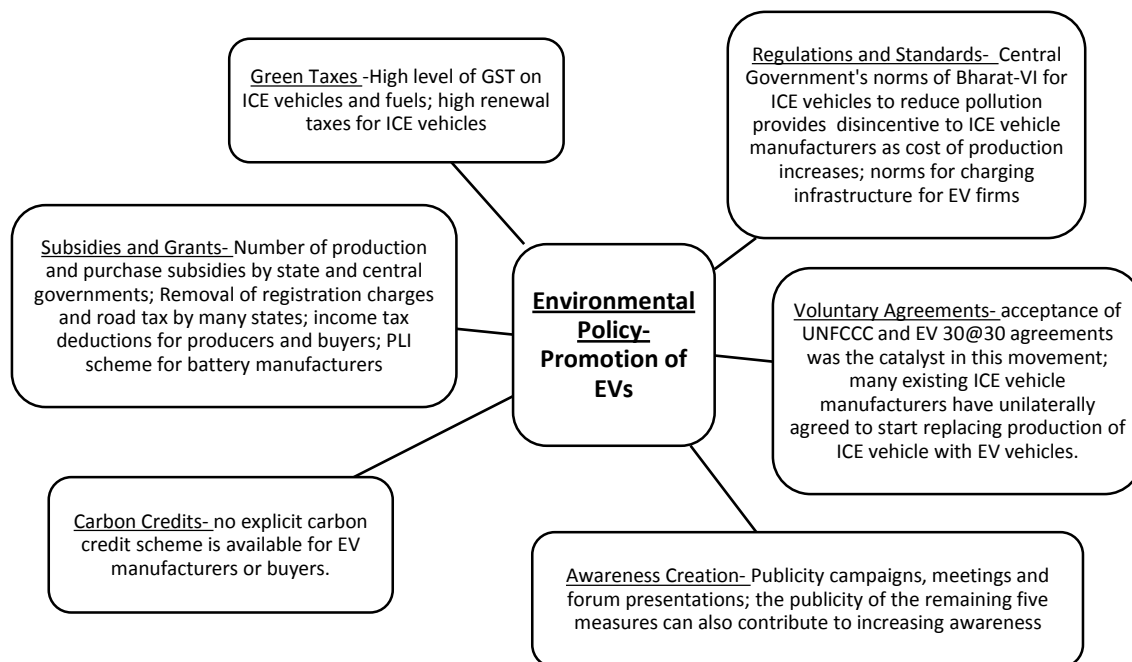 Green Taxes -High level of GST on
ICE vehicles and fuels; high renewal
taxes for ICE vehicles
Regulations and Standards- Central
Government's norms of Bharat-VI for
ICE vehicles to reduce pollution
provides disincentive to ICE vehicle
manufacturers as cost of production
increases; norms for charging
infrastructure for EV firms
Subsidies and Grants- Number of production
and purchase subsidies by state and central
governments; Removal of registration charges
and road tax by many states; income tax
deductions for producers and buyers; PLI
scheme for battery manufacturers
Environmental
Policy-
Promotion of
EVs
Voluntary Agreements- acceptance of
UNFCCC and EV 30@30 agreements
was the catalyst in this movement;
many existing ICE vehicle
manufacturers have unilaterally
agreed to start replacing production of
ICE vehicle with EV vehicles.
Carbon Credits- no explicit carbon
credit scheme is available for EV
manufacturers or buyers.
Awareness Creation- Publicity campaigns, meetings and
forum presentations; the publicity of the remaining five
measures can also contribute to increasing awareness